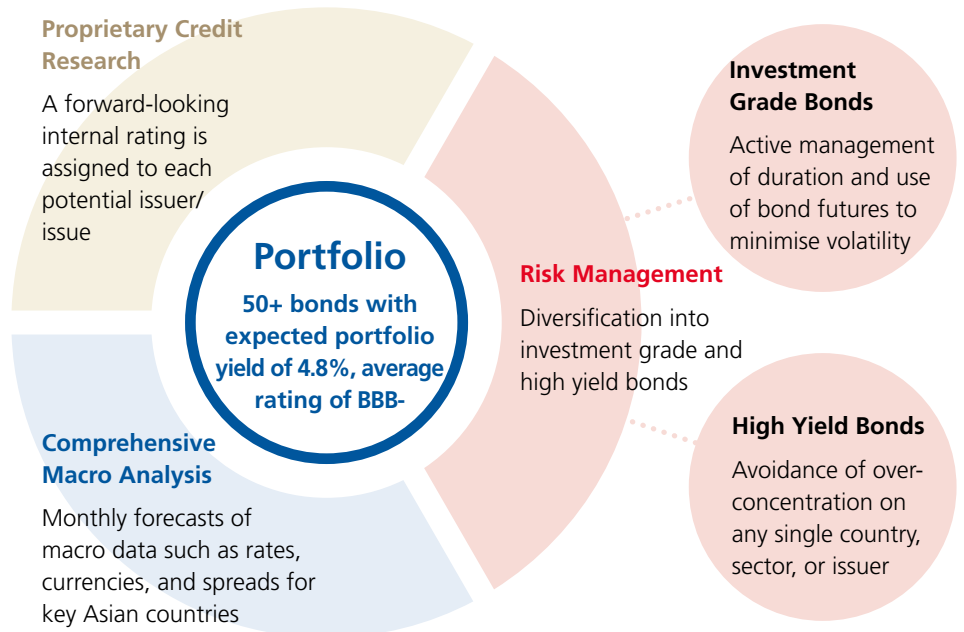 Proprietary Credit
Research
A forward-looking
internal rating is
assigned to each
potential issuer/
issue
Portfolio
50+ bonds with
expected portfolio
yield of 4.8%, average
rating of BBB-
Comprehensive
Macro Analysis
Monthly forecasts of
macro data such as rates,
currencies, and spreads for
key Asian countries
Risk Management
Diversification into
investment grade and
high yield bonds
Investment
Grade Bonds
Active management
of duration and use
of bond futures to
minimise volatility
High Yield Bonds
Avoidance of over-
concentration on
any single country,
sector, or issuer